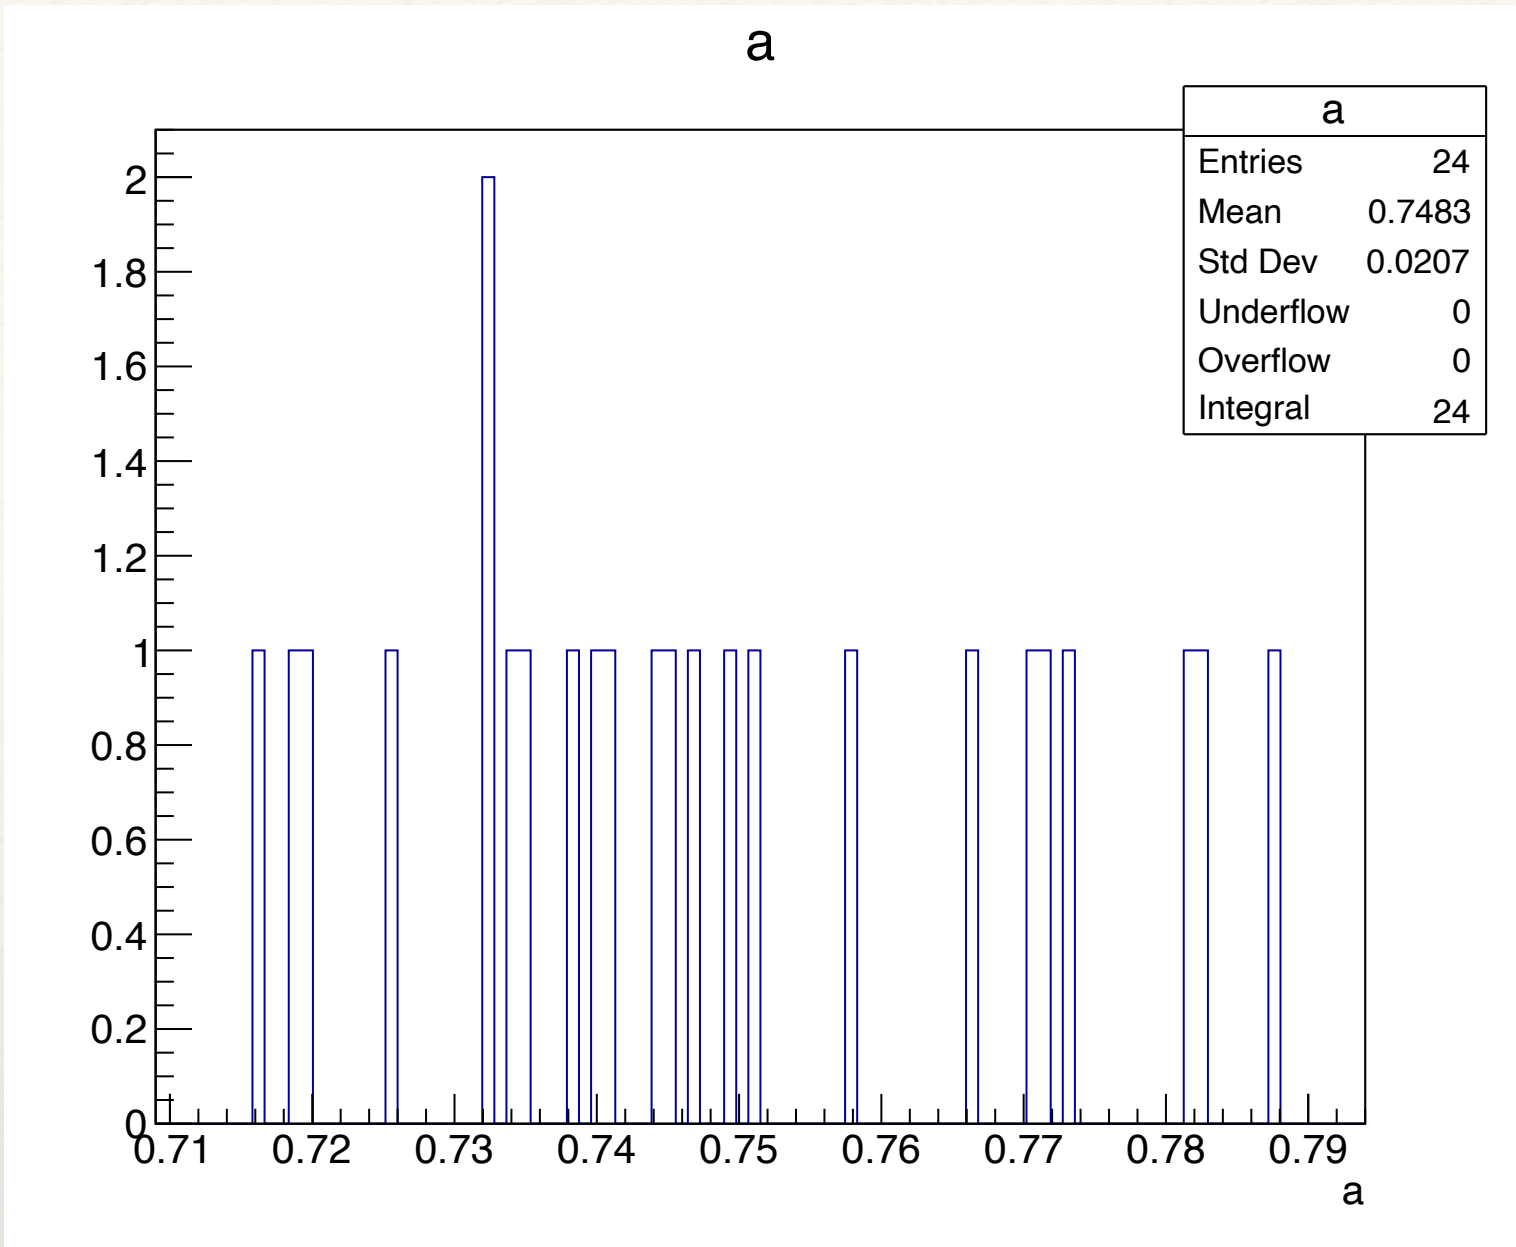 a
a
Entries 24
Mean 0.7483
Std Dev 0.0207
Underflow 0
Overflow 0
Integral 24
2
1.8
1.6
1.4
1.2
1
0.8
0.6
0.4
0.2
0
0.71 0.72 0.73 0.74 0.75 0.76 0.77 0.78 0.79
a